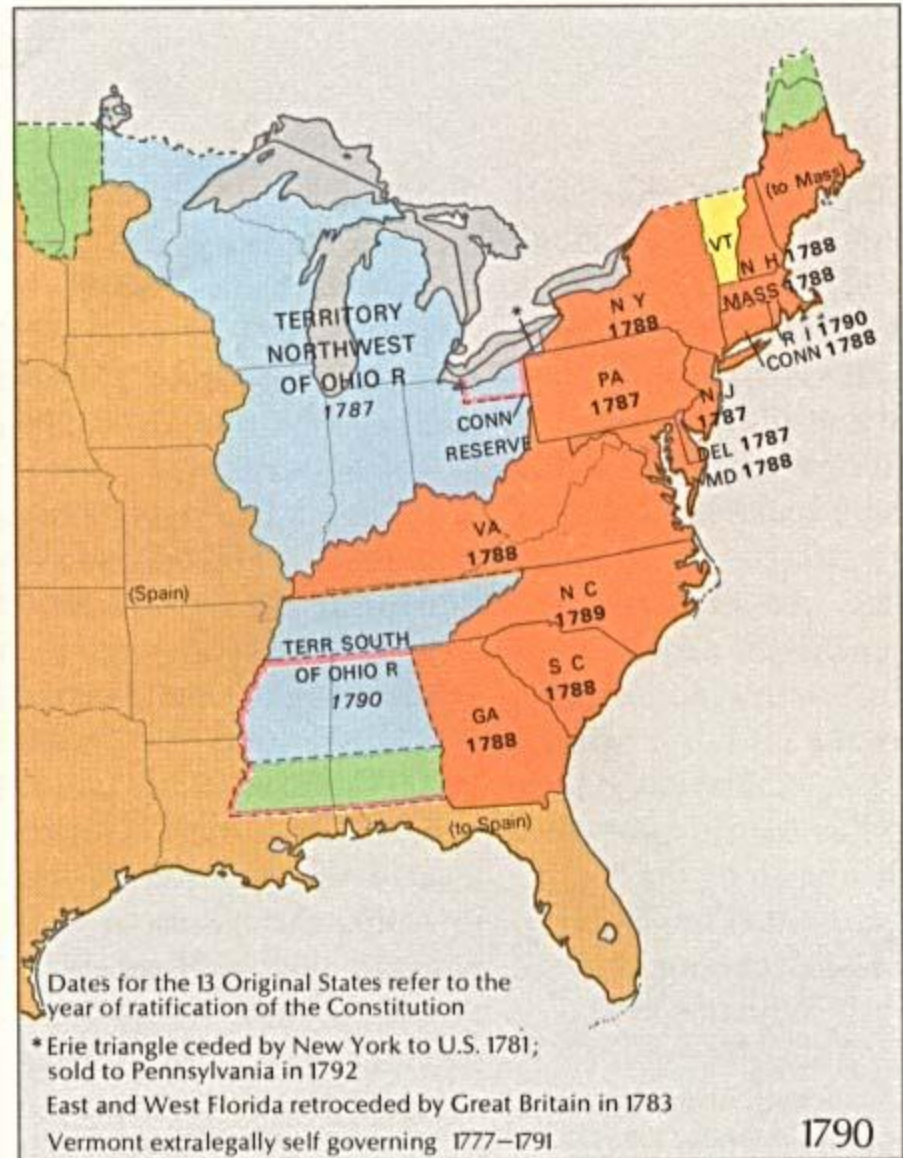 (to Mass)
VT
N H 1788
MASS 1788
N Y
1788
R I 1790
CONN 1788
*
TERRITORY
NORTHWEST
OF OHIO R
1787
PA
1787
N J
1787
CONN
RESERVE
DEL 1787
MD 1788
VA
1788
(Spain)
N C
1789
TERR SOUTH
OF OHIO R
1790
S C
1788
GA
1788
(to Spain)
Dates for the 13 Original States refer to the
year of ratification of the Constitution
* Erie triangle ceded by New York to U.S. 1781;
sold to Pennsylvania in 1792
East and West Florida retroceded by Great Britain in 1783
Vermont extralegally self governing 1777–1791
1790